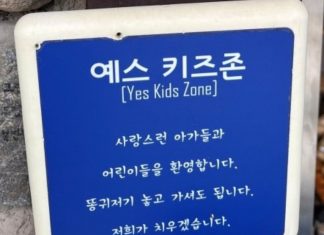 예스 키즈존
[Yes Kids Zone]
사랑스런 아가들과
어린이들을 환영합니다.
똥귀저기 놓고 가셔도 됩니다.
저희가 치우겠습니다.